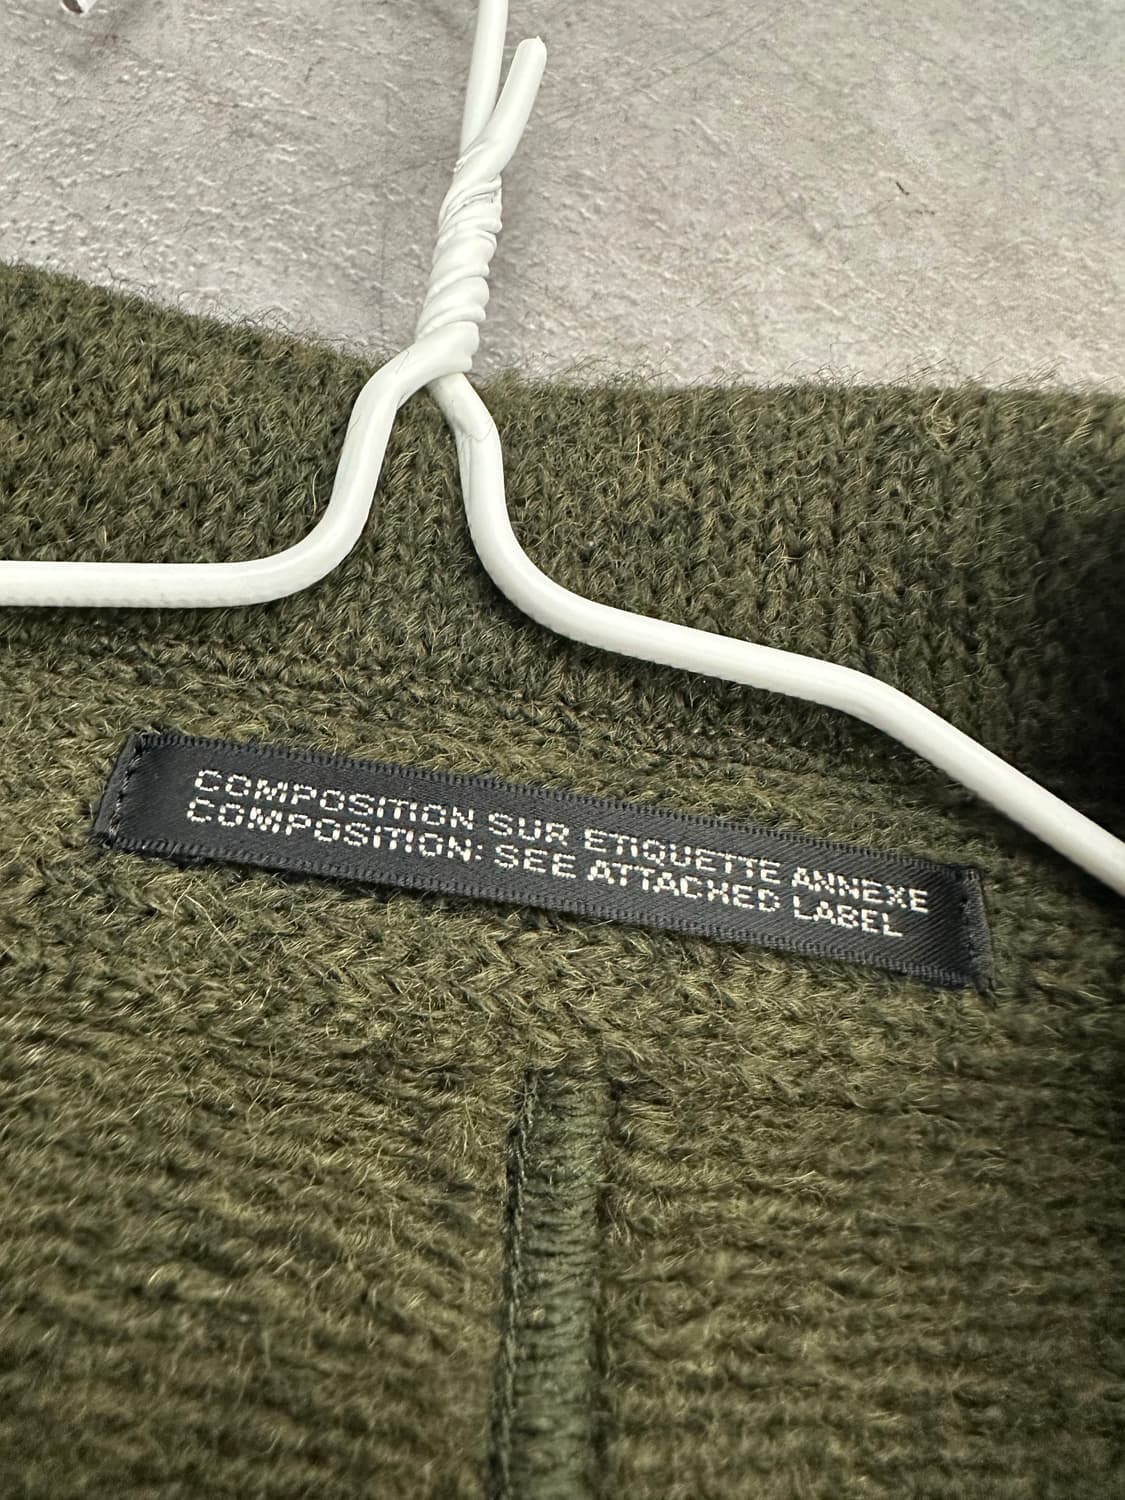 COMPOSITION SUR ETIQUETTE ANNEXE
COMPOSITION: SEE ATTACHED LABEL